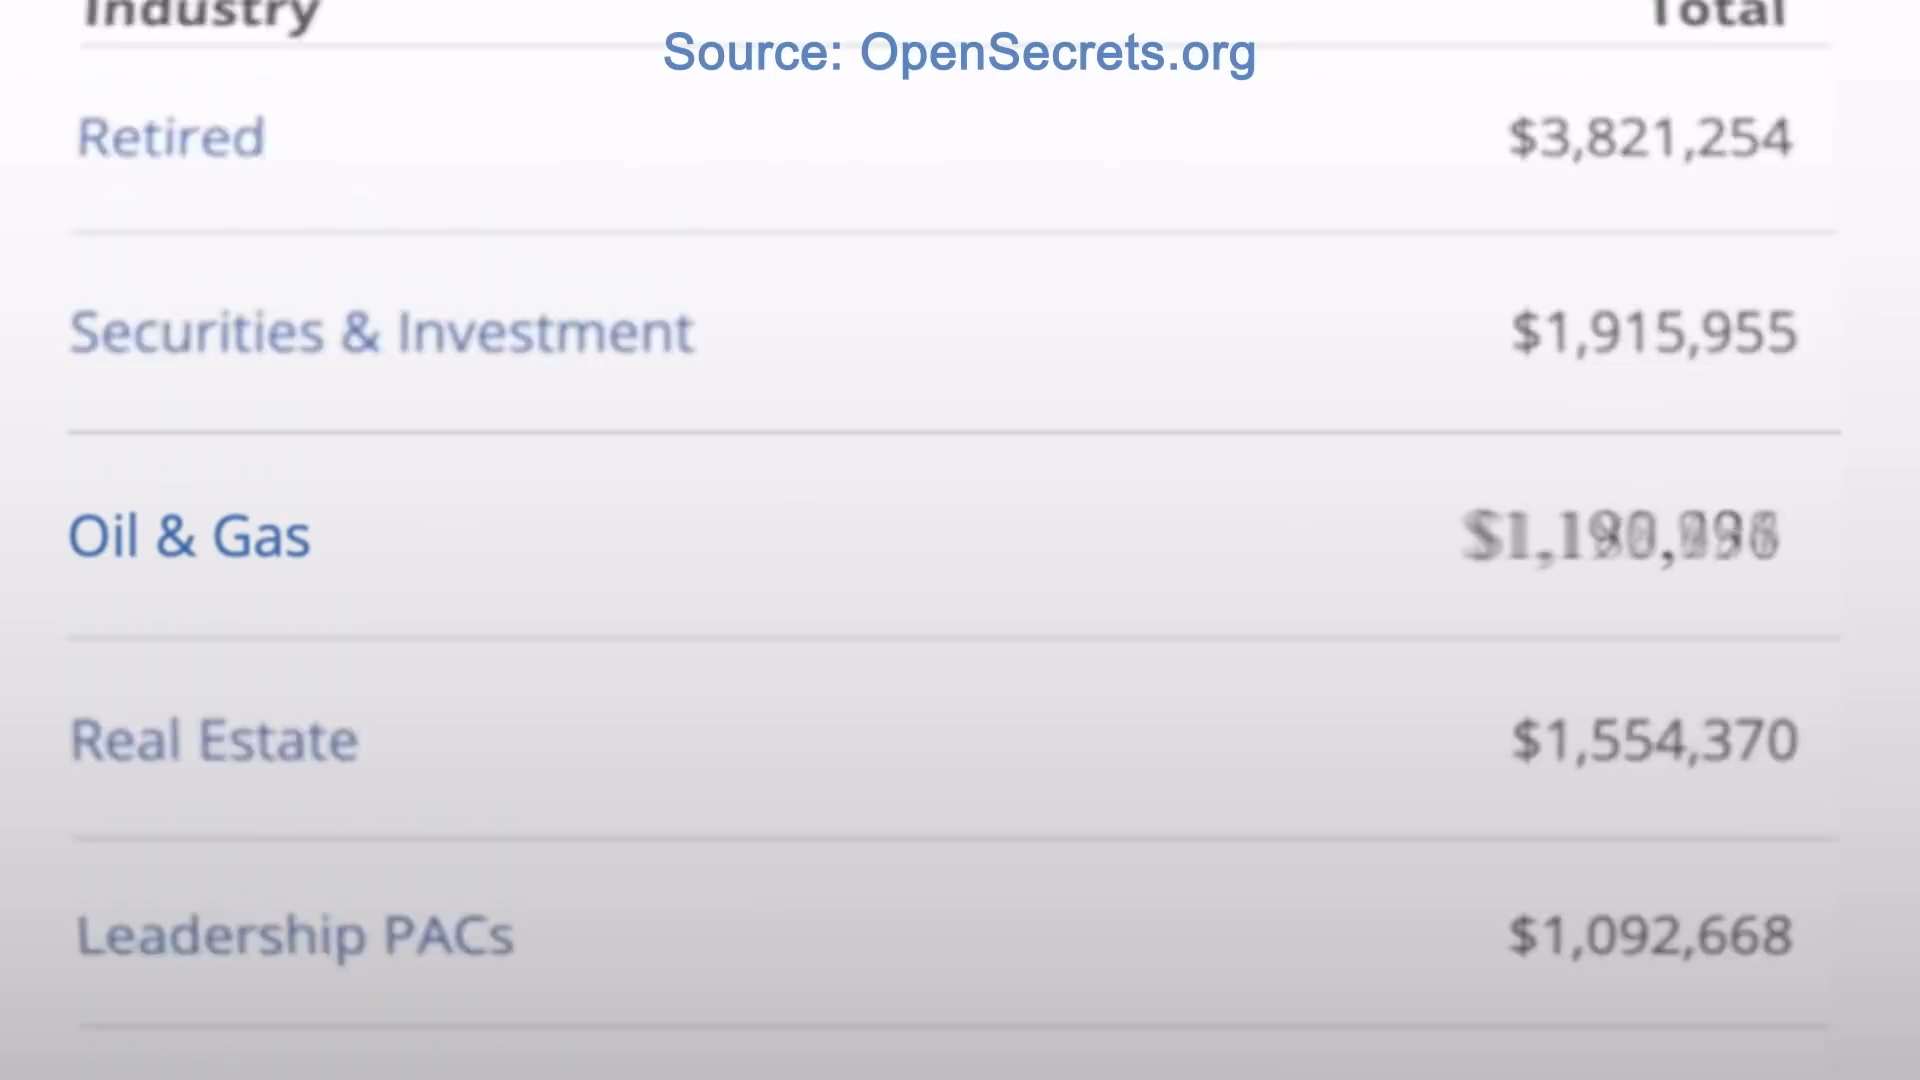 Industry Total
Source: OpenSecrets.org
Retired $3,821,254
Securities & Investment $1,915,955
Oil & Gas
Real Estate $1,554,370
Leadership PACs $1,092,668